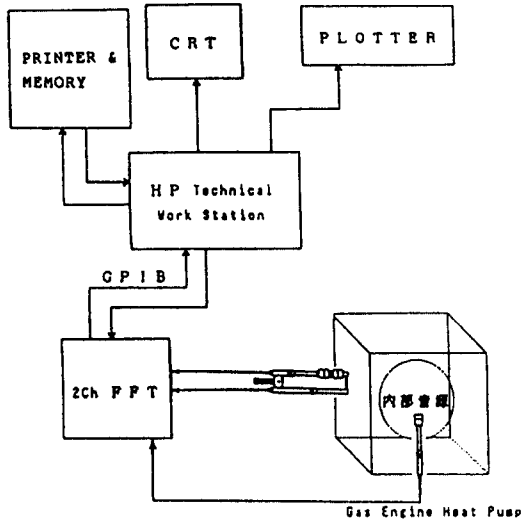 PRINTER &
MEMORY
CRT
PLOTTER
HP Technical
Work Station
GPIB
2Ch FFT
内部音源
Gas Engine Heat Pump